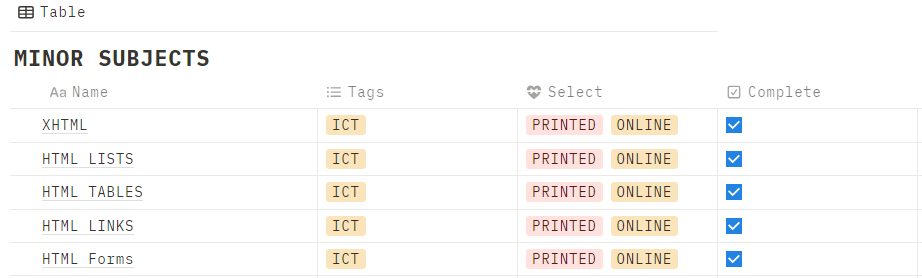 Table
MINOR SUBJECTS
Aa Name Tags Select Complete
XHTML ICT PRINTED ONLINE
HTML LISTS ICT PRINTED ONLINE
HTML TABLES ICT PRINTED ONLINE
HTML LINKS ICT PRINTED ONLINE
HTML Forms ICT PRINTED ONLINE